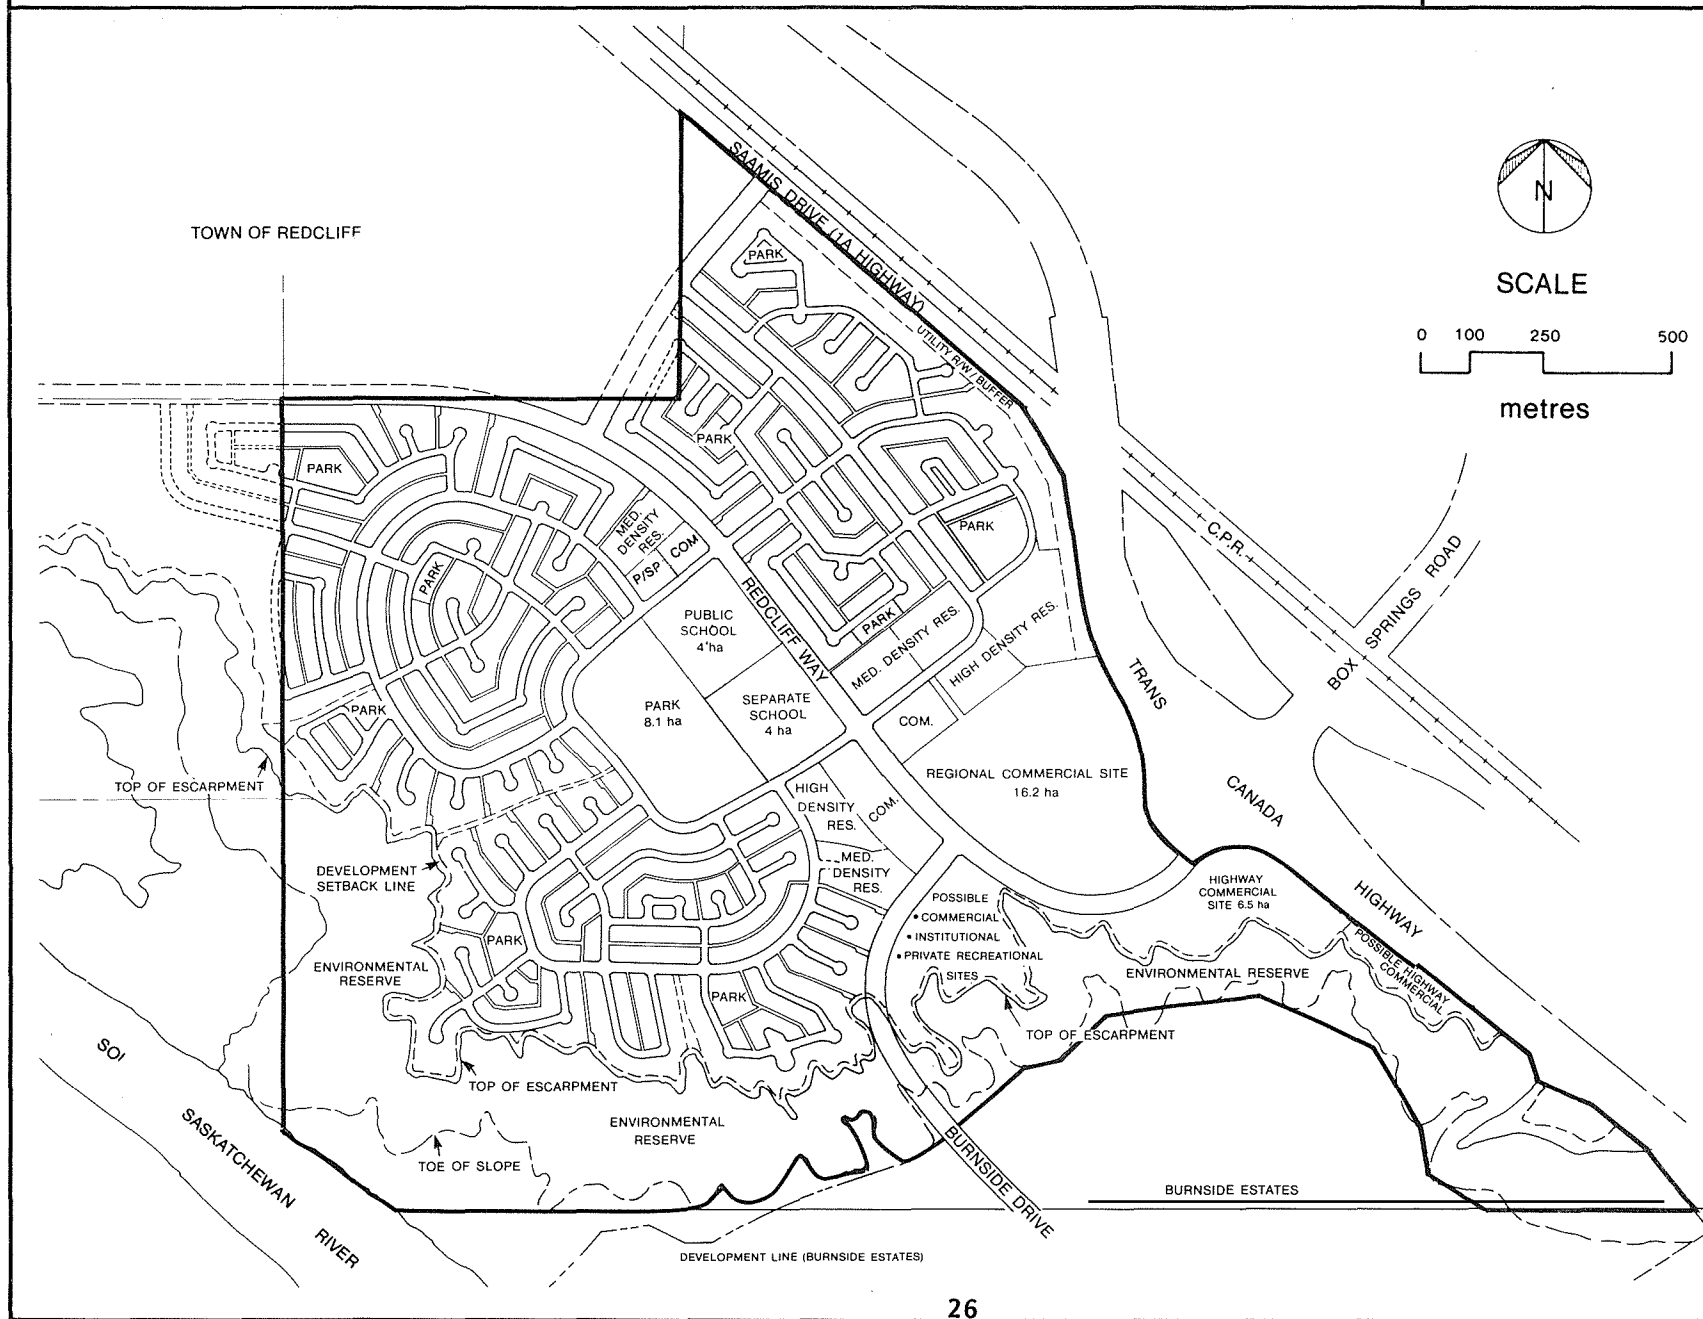 TOWN OF REDCLIFF
SAAMIS DRIVE (1A HIGHWAY)
UTILITY R/W / BUFFER
N
SCALE
0 100 250 500
metres
PARK
PARK
PARK
PARK
PARK
MED.
DENSITY
RES.
P/SP
COM
PUBLIC
SCHOOL
4 ha
REDCLIFF WAY
PARK
MED. DENSITY RES.
HIGH DENSITY RES.
C.P.R.
BOX SPRINGS ROAD
TRANS
CANADA
HIGHWAY
PARK
PARK
8.1 ha
SEPARATE
SCHOOL
4 ha
COM.
REGIONAL COMMERCIAL SITE
16.2 ha
TOP OF ESCARPMENT
HIGH
DENSITY
RES.
COM.
MED.
DENSITY
RES.
DEVELOPMENT
SETBACK LINE
POSSIBLE
• COMMERCIAL
• INSTITUTIONAL
• PRIVATE RECREATIONAL
SITES
HIGHWAY
COMMERCIAL
SITE 6.5 ha
POSSIBLE HIGHWAY
COMMERCIAL
PARK
ENVIRONMENTAL
RESERVE
ENVIRONMENTAL RESERVE
PARK
TOP OF ESCARPMENT
TOP OF ESCARPMENT
ENVIRONMENTAL
RESERVE
TOE OF SLOPE
SOI
SASKATCHEWAN
RIVER
BURNSIDE DRIVE
BURNSIDE ESTATES
DEVELOPMENT LINE (BURNSIDE ESTATES)
26